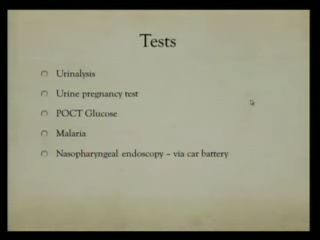 Tests
Urinalysis
Urine pregnancy test
POCT Glucose
Malaria
Nasopharyngeal endoscopy – via car battery